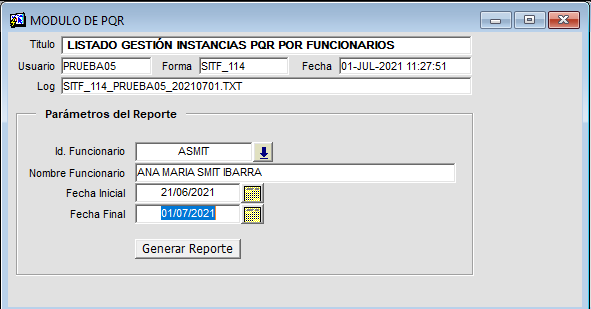 MODULO DE PQR
Titulo LISTADO GESTIÓN INSTANCIAS PQR POR FUNCIONARIOS
Usuario PRUEBA05 Forma SITF_114 Fecha 01-JUL-2021 11:27:51
Log SITF_114_PRUEBA05_20210701.TXT
Parámetros del Reporte
Id. Funcionario ASMIT
Nombre Funcionario ANA MARIA SMIT IBARRA
Fecha Inicial 21/06/2021
Fecha Final 01/07/2021
Generar Reporte